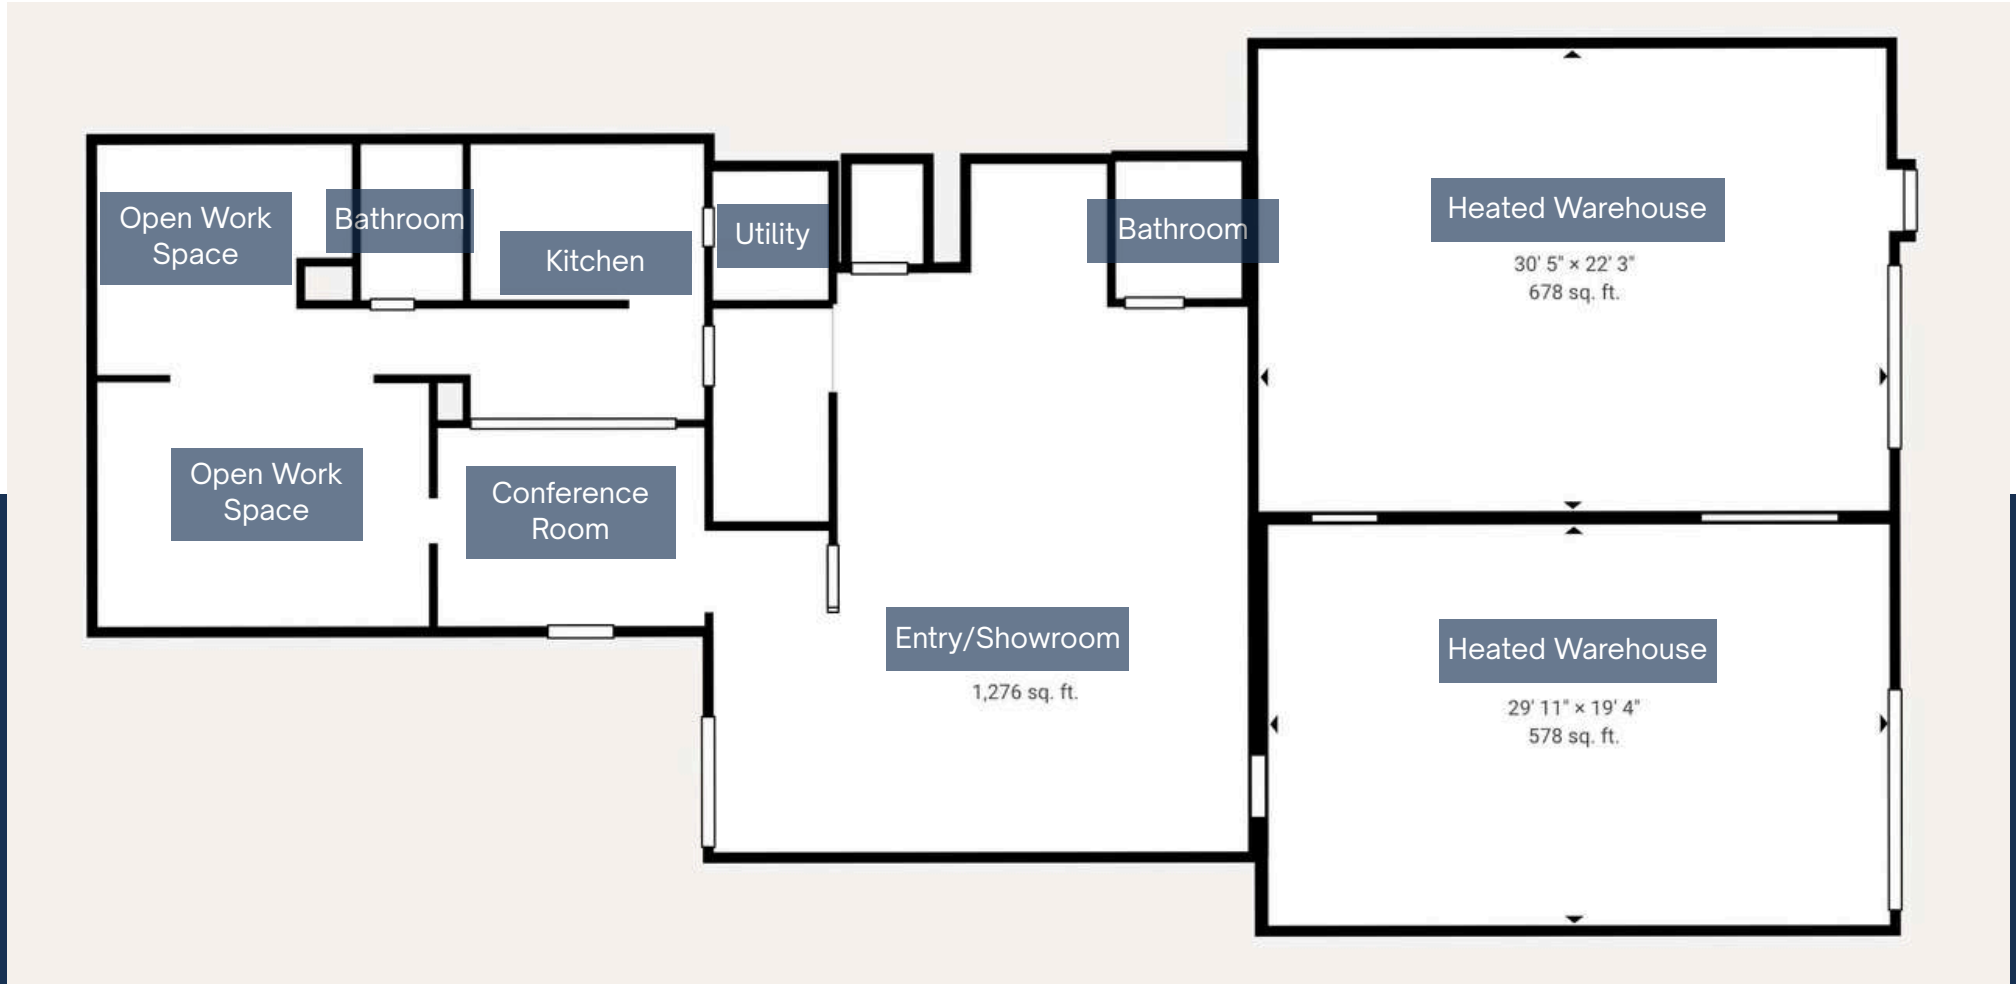 Open Work
Space
Bathroom
Kitchen
Utility
Bathroom
Heated Warehouse
30' 5" × 22' 3"
678 sq. ft.
Open Work
Space
Conference
Room
Entry/Showroom
1,276 sq. ft.
Heated Warehouse
29' 11" × 19' 4"
578 sq. ft.